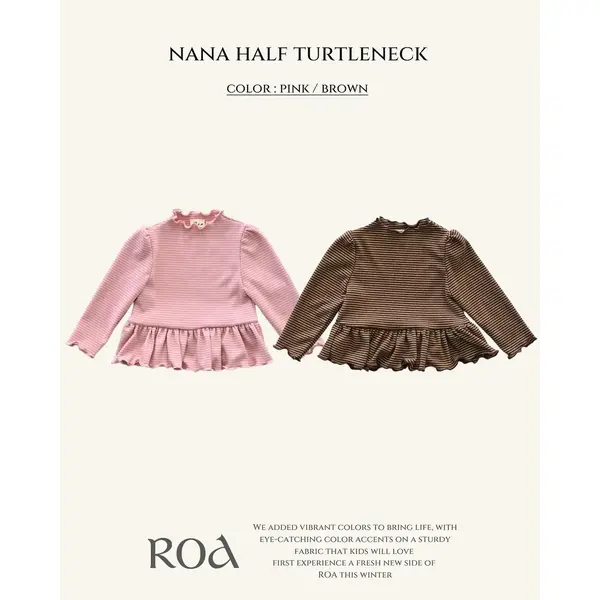 NANA HALF TURTLENECK
COLOR : PINK / BROWN
ROA
WE ADDED VIBRANT COLORS TO BRING LIFE, WITH
EYE-CATCHING COLOR ACCENTS ON A STURDY
FABRIC THAT KIDS WILL LOVE
FIRST EXPERIENCE A FRESH NEW SIDE OF
ROA THIS WINTER